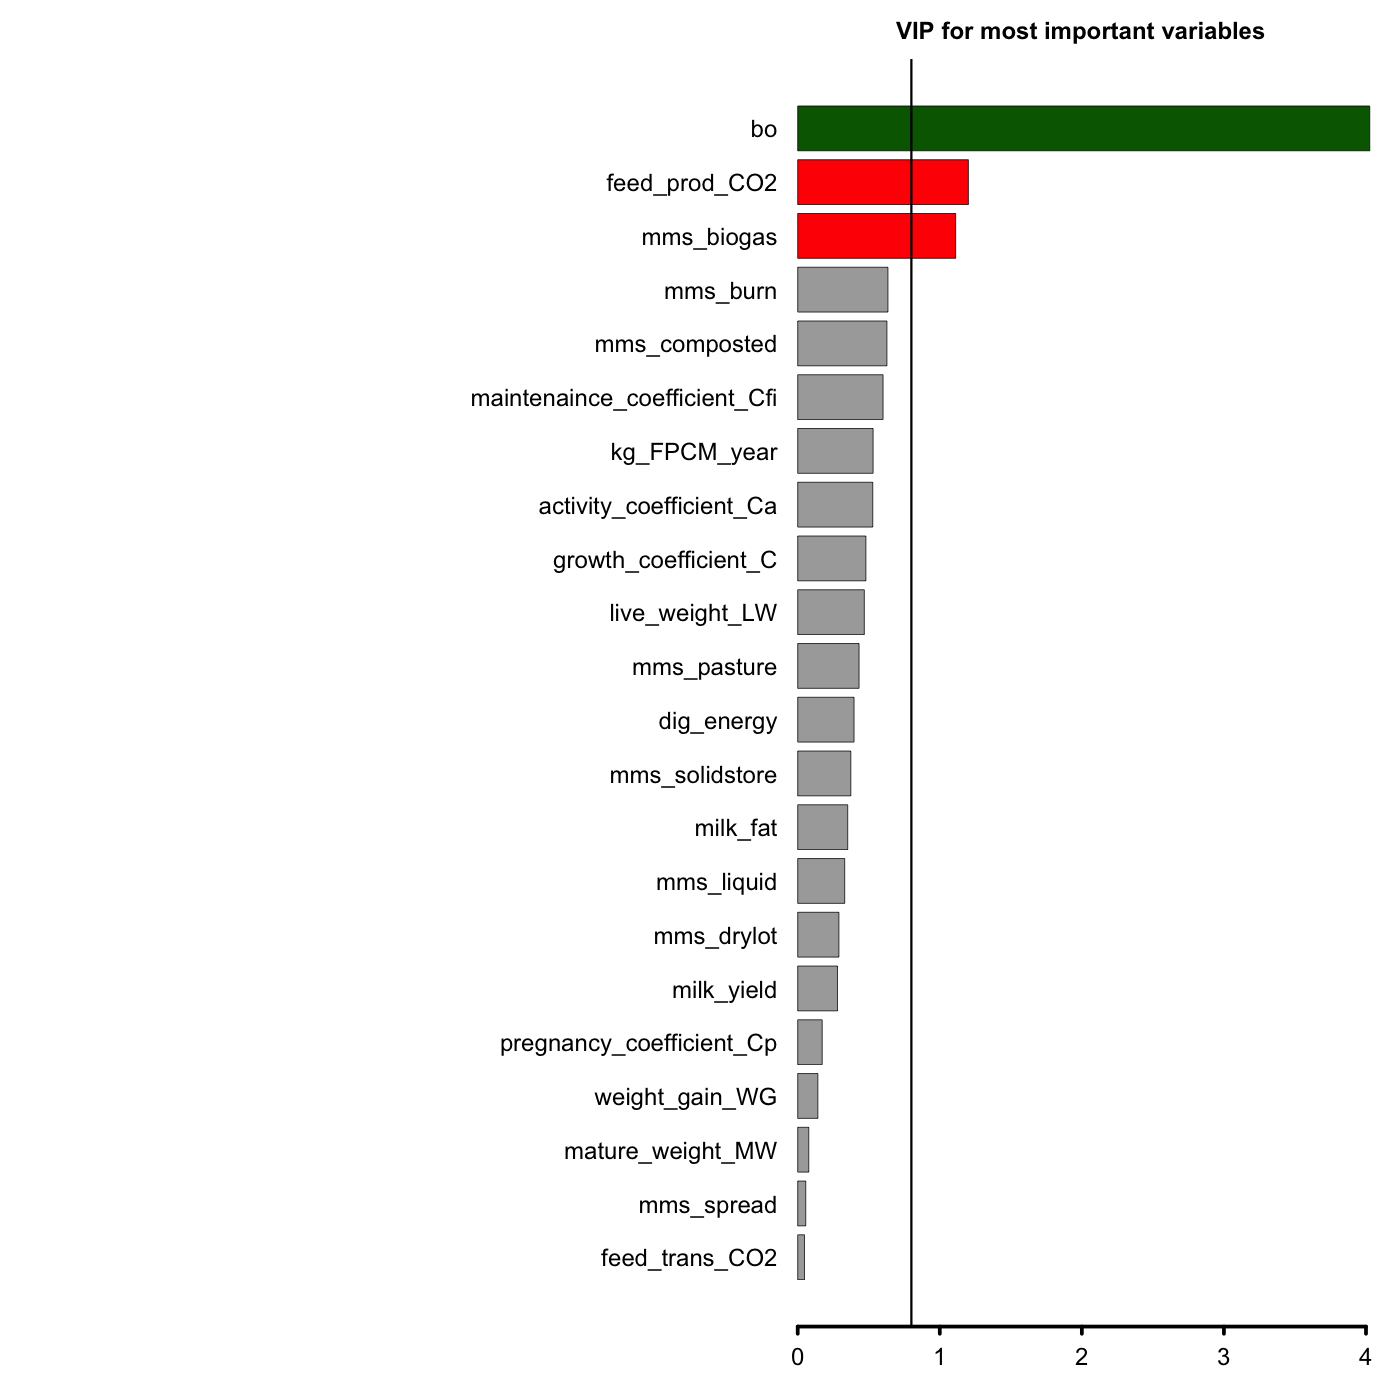 VIP for most important variables
bo
feed_prod_CO2
mms_biogas
mms_burn
mms_composted
maintenaince_coefficient_Cfi
kg_FPCM_year
activity_coefficient_Ca
growth_coefficient_C
live_weight_LW
mms_pasture
dig_energy
mms_solidstore
milk_fat
mms_liquid
mms_drylot
milk_yield
pregnancy_coefficient_Cp
weight_gain_WG
mature_weight_MW
mms_spread
feed_trans_CO2
0 1 2 3 4